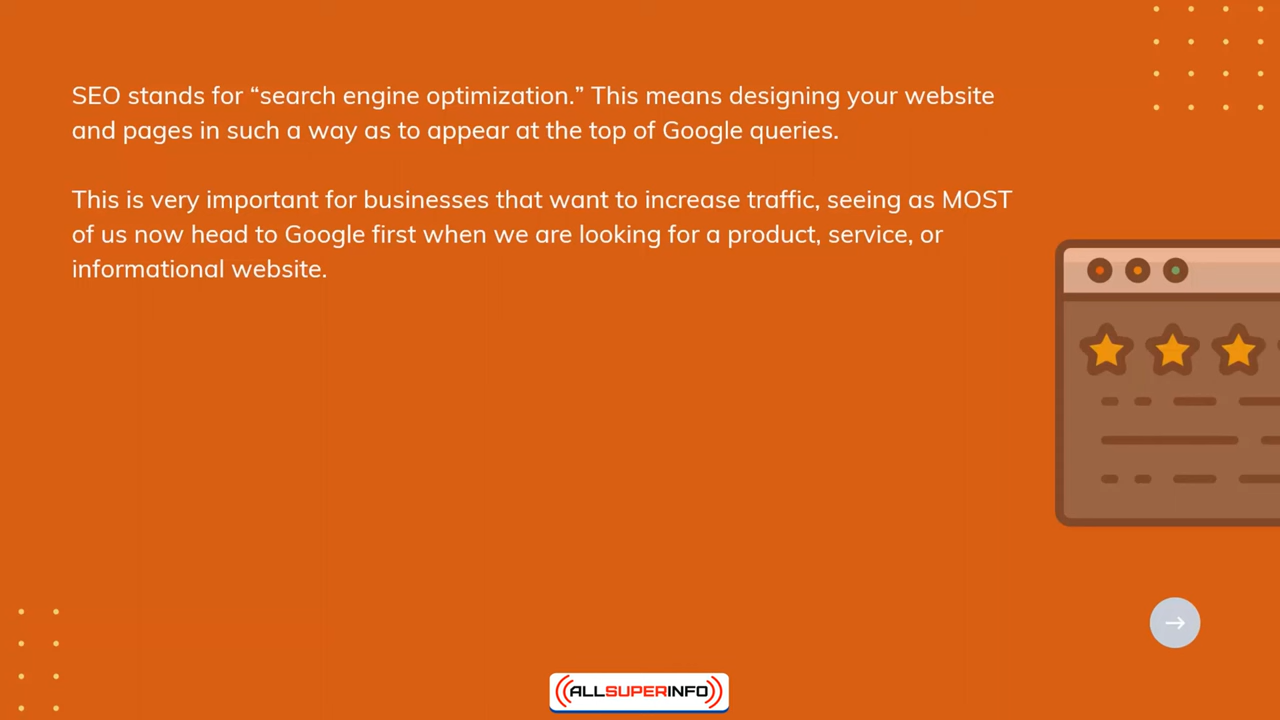 SEO stands for “search engine optimization.” This means designing your website
and pages in such a way as to appear at the top of Google queries.
This is very important for businesses that want to increase traffic, seeing as MOST
of us now head to Google first when we are looking for a product, service, or
informational website.
ALLSUPERINFO